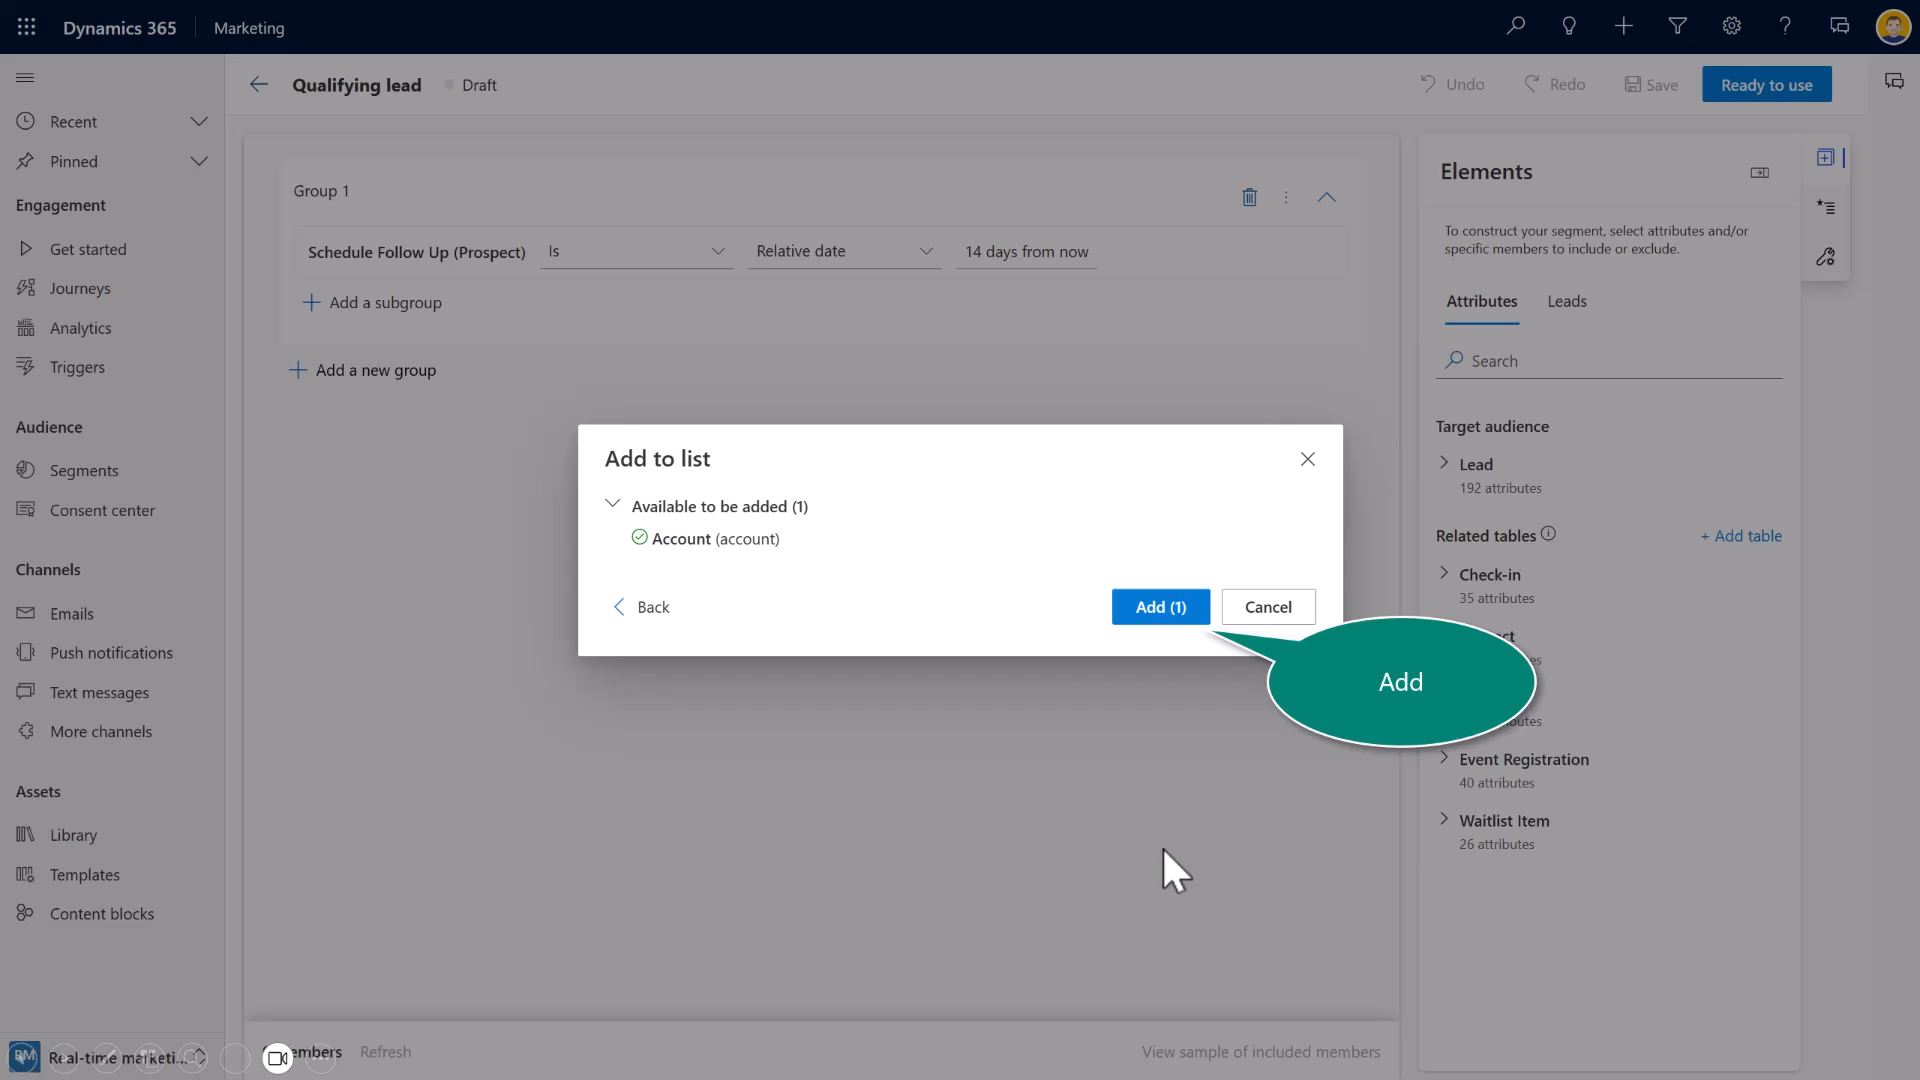 Dynamics 365
Marketing
Qualifying lead
Draft
Undo
Redo
Save
Ready to use
Recent
Pinned
Engagement
Get started
Journeys
Analytics
Triggers
Audience
Segments
Consent center
Channels
Emails
Push notifications
Text messages
More channels
Assets
Library
Templates
Content blocks
RM
Real-time marketi...
Group 1
Schedule Follow Up (Prospect)
Is
Relative date
14 days from now
Add a subgroup
Add a new group
Add to list
Available to be added (1)
Account (account)
Back
Add (1)
Cancel
Add
Elements
To construct your segment, select attributes and/or
specific members to include or exclude.
Attributes
Leads
Search
Target audience
Lead
192 attributes
Related tables
+ Add table
Check-in
35 attributes
Event Registration
40 attributes
Waitlist Item
26 attributes
Refresh
View sample of included members